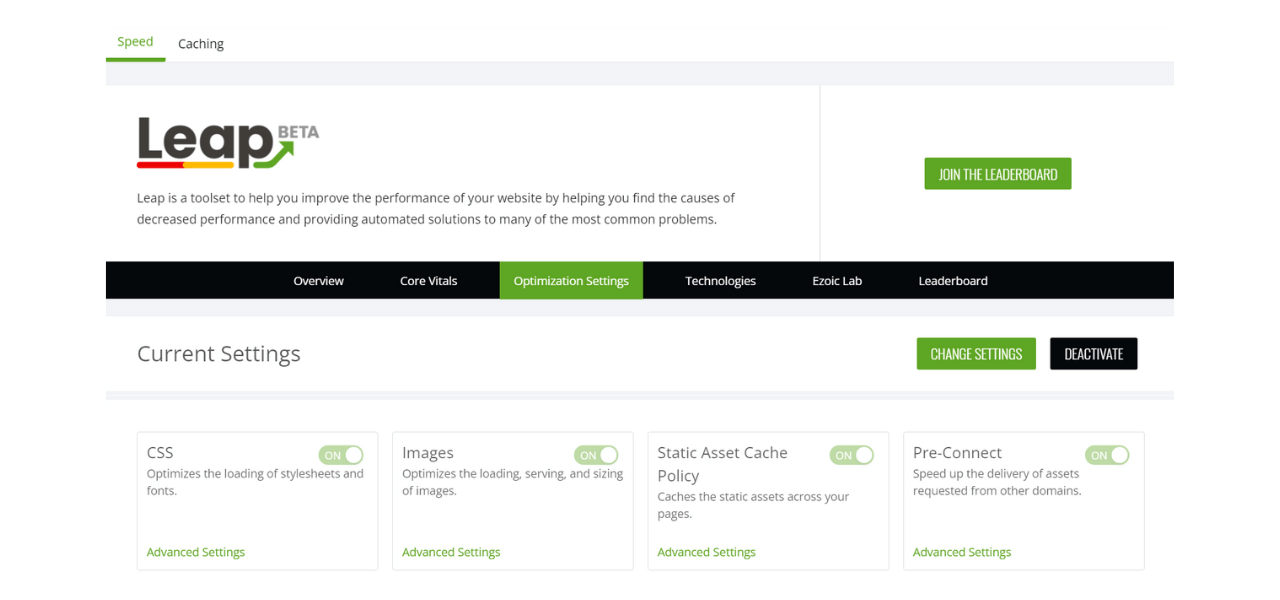 Speed Caching
Leap BETA
Leap is a toolset to help you improve the performance of your website by helping you find the causes of
decreased performance and providing automated solutions to many of the most common problems.
JOIN THE LEADERBOARD
Overview Core Vitals Optimization Settings Technologies Ezoic Lab Leaderboard
Current Settings
CHANGE SETTINGS DEACTIVATE
CSS
ON
Optimizes the loading of stylesheets and
fonts.
Advanced Settings
Images
ON
Optimizes the loading, serving, and sizing
of images.
Advanced Settings
Static Asset Cache
Policy
ON
Caches the static assets across your
pages.
Advanced Settings
Pre-Connect
ON
Speed up the delivery of assets
requested from other domains.
Advanced Settings